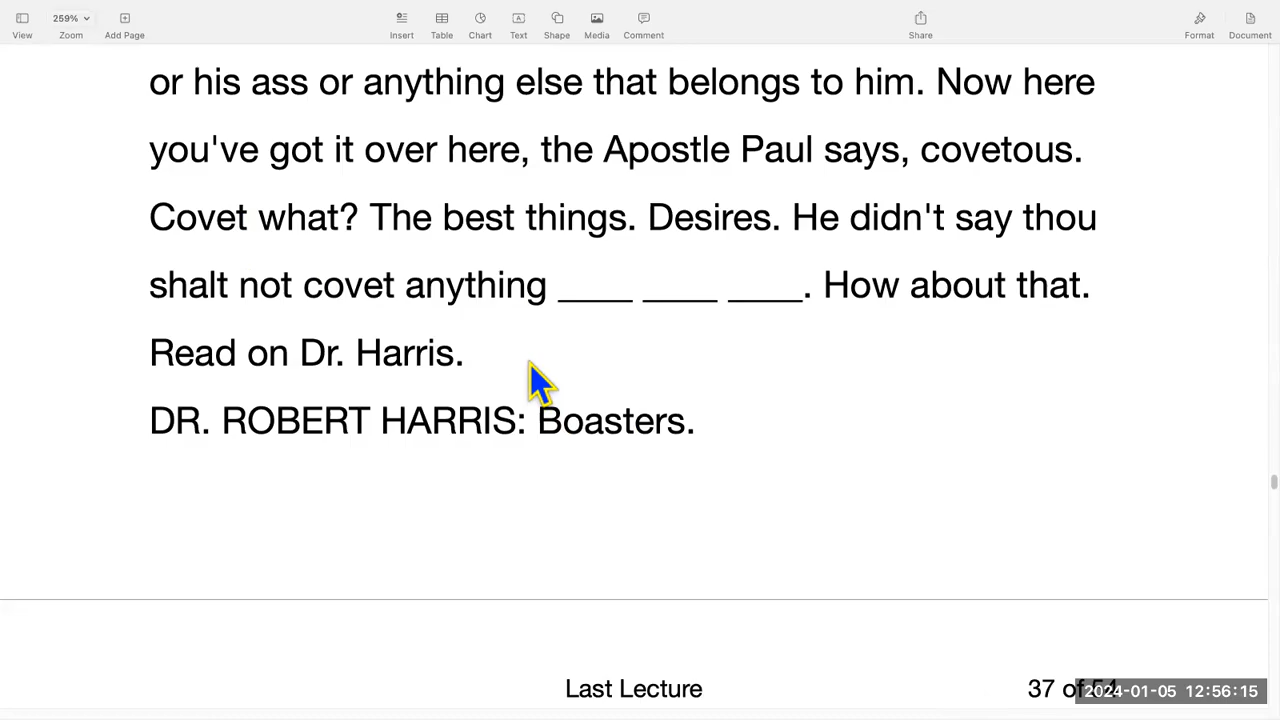 259%
View
Zoom
Add Page
Insert
Table
Chart
Text
Shape
Media
Comment
Share
Format
Document
or his ass or anything else that belongs to him. Now here
you've got it over here, the Apostle Paul says, covetous.
Covet what? The best things. Desires. He didn't say thou
shalt not covet anything ____ ____ ____. How about that.
Read on Dr. Harris.
DR. ROBERT HARRIS: Boasters.
Last Lecture
37 of
2024-01-05 12:56:15